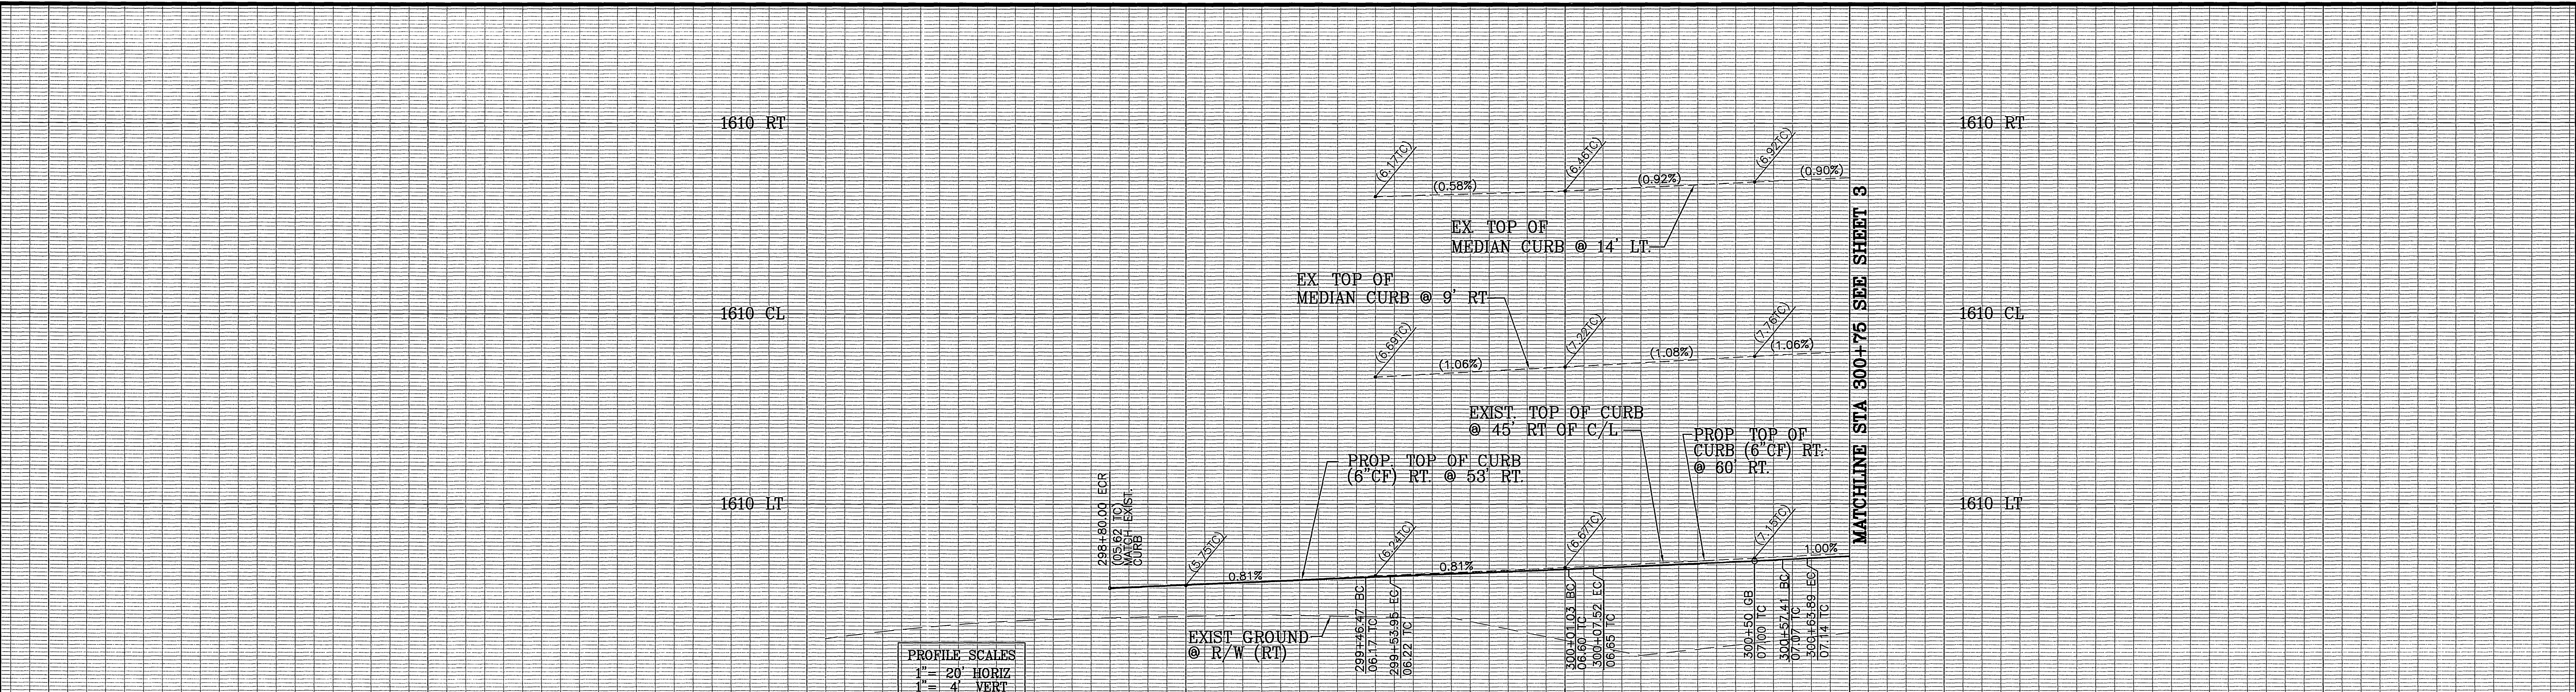 1610 RT
1610 RT
(6.17TC)
(6.46TC)
(6.92TC)
(0.58%)
(0.92%)
(0.90%)
EX. TOP OF
MEDIAN CURB @ 14' LT.
MATCHLINE STA 300+75 SEE SHEET 3
1610 CL
1610 CL
EX. TOP OF
MEDIAN CURB @ 9' RT
(6.69TC)
(7.22TC)
(7.76TC)
(1.06%)
(1.08%)
(1.06%)
EXIST. TOP OF CURB
@ 45' RT OF C/L
PROP. TOP OF
CURB (6"CF) RT.
@ 60' RT.
PROP. TOP OF CURB
(6"CF) RT. @ 53' RT.
1610 LT
1610 LT
298+80.00 ECR
(05.62 TC)
MATCH EXIST.
CURB
(5.75TC)
(6.24TC)
(6.67TC)
(7.15TC)
0.81%
0.81%
1.00%
299+46.47 BC
06.17 TC
299+53.95 EC
06.22 TC
300+01.03 BC
06.60 TC
300+07.52 EC
06.65 TC
300+50 GB
07.00 TC
300+57.41 BC
07.07 TC
300+63.89 EC
07.14 TC
EXIST GROUND
@ R/W (RT)
PROFILE SCALES
1"= 20' HORIZ
1"= 4' VERT